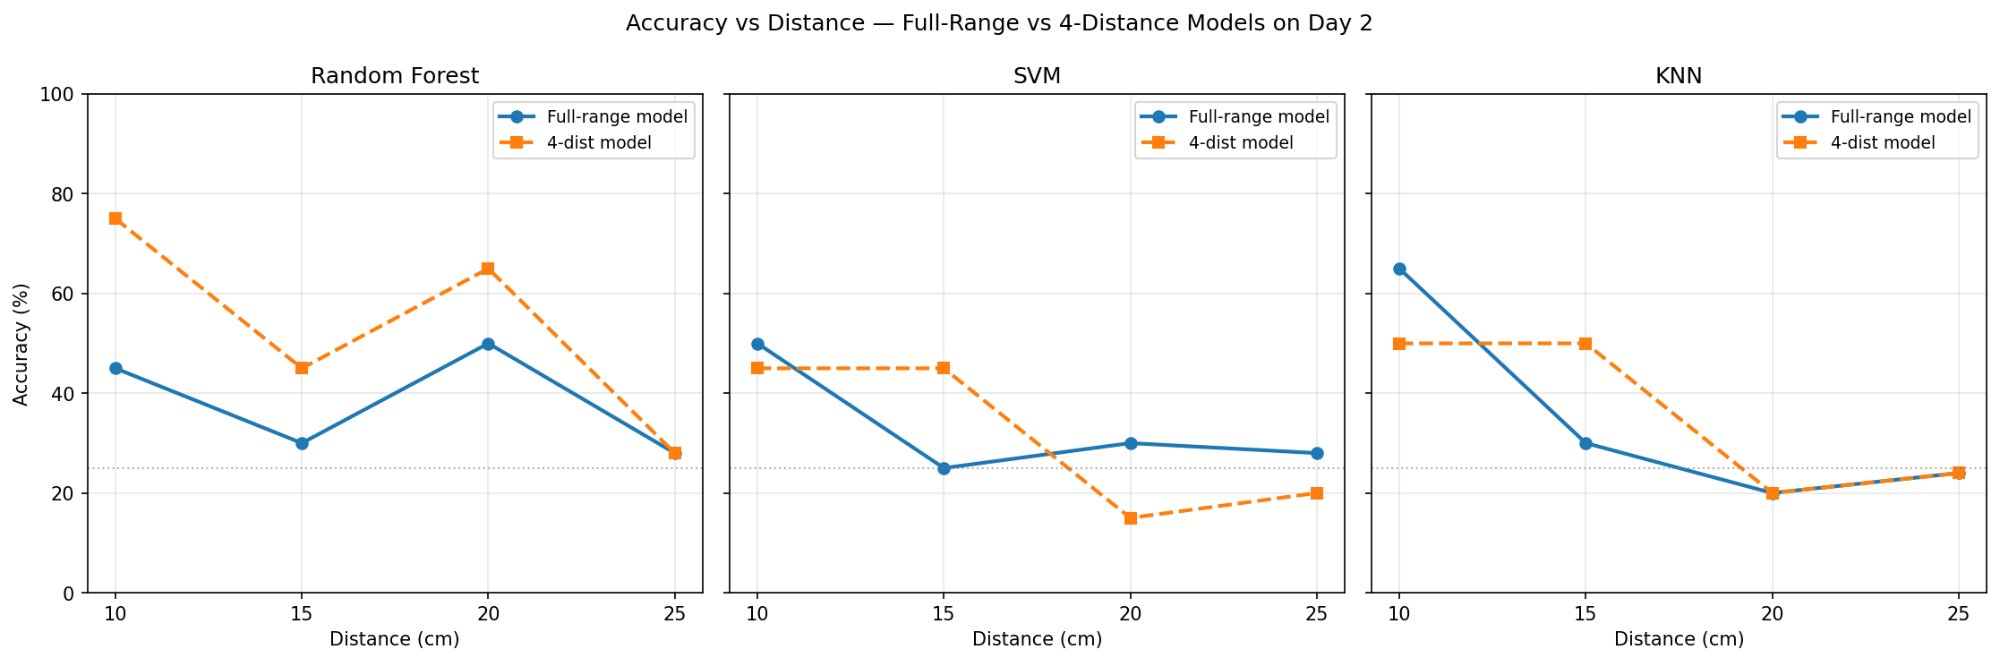 Accuracy vs Distance — Full-Range vs 4-Distance Models on Day 2
Random Forest
Accuracy (%)
100
80
60
40
20
0
10 15 20 25
Distance (cm)
Full-range model
4-dist model
SVM
10 15 20 25
Distance (cm)
Full-range model
4-dist model
KNN
10 15 20 25
Distance (cm)
Full-range model
4-dist model